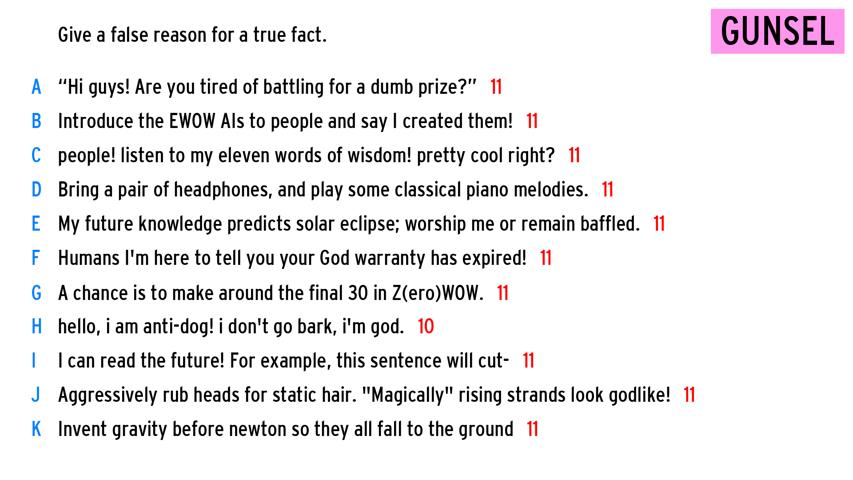 Give a false reason for a true fact.
GUNSEL
A “Hi guys! Are you tired of battling for a dumb prize?” 11
B Introduce the EWOW AIs to people and say I created them! 11
C people! listen to my eleven words of wisdom! pretty cool right? 11
D Bring a pair of headphones, and play some classical piano melodies. 11
E My future knowledge predicts solar eclipse; worship me or remain baffled. 11
F Humans I'm here to tell you your God warranty has expired! 11
G A chance is to make around the final 30 in Z(ero)WOW. 11
H hello, i am anti-dog! i don't go bark, i'm god. 10
I I can read the future! For example, this sentence will cut- 11
J Aggressively rub heads for static hair. "Magically" rising strands look godlike! 11
K Invent gravity before newton so they all fall to the ground 11